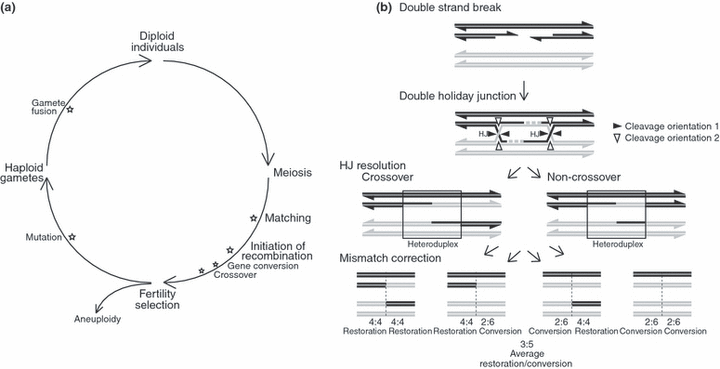 (a)
Diploid
individuals
Gamete
fusion
Haploid
gametes
Meiosis
Matching
Initiation of
recombination
Gene conversion
Crossover
Mutation
Fertility
selection
Aneuploidy
(b)
Double strand break
Double holiday junction
HJ
HJ
Cleavage orientation 1
Cleavage orientation 2
HJ resolution
Crossover
Non-crossover
Heteroduplex
Heteroduplex
Mismatch correction
4:4 4:4
Restoration Restoration
4:4 2:6
Restoration Conversion
2:6 4:4
Conversion Restoration
2:6 2:6
Conversion Conversion
3:5
Average
restoration/conversion